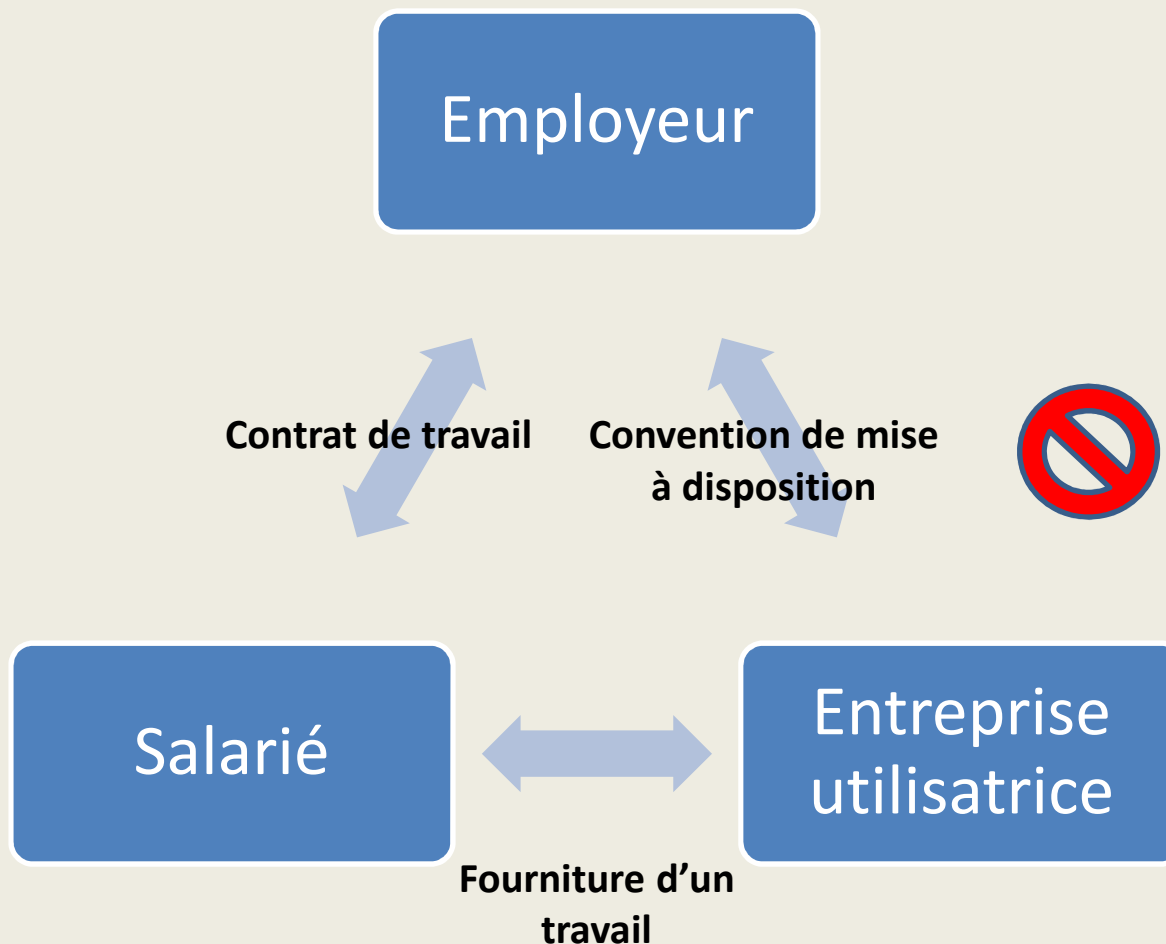 Employeur
Contrat de travail
Convention de mise
à disposition
Salarié
Entreprise
utilisatrice
Fourniture d’un
travail